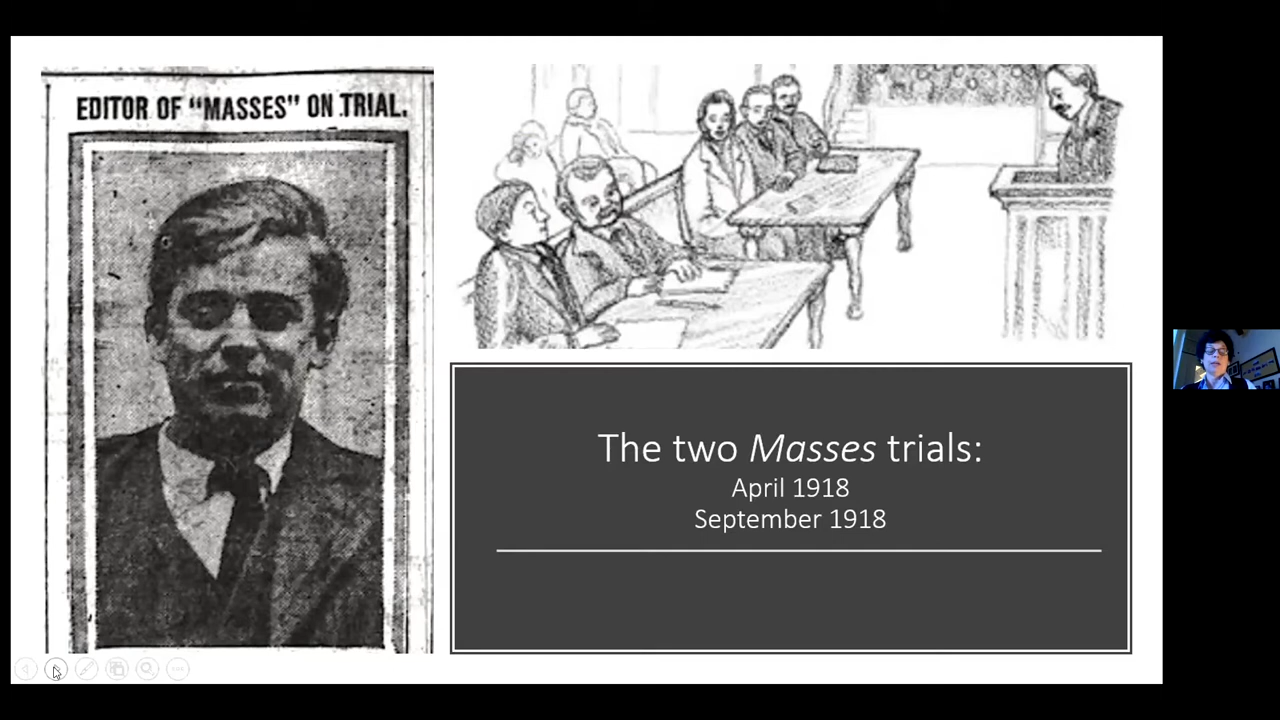 EDITOR OF “MASSES” ON TRIAL.
The two Masses trials:
April 1918
September 1918